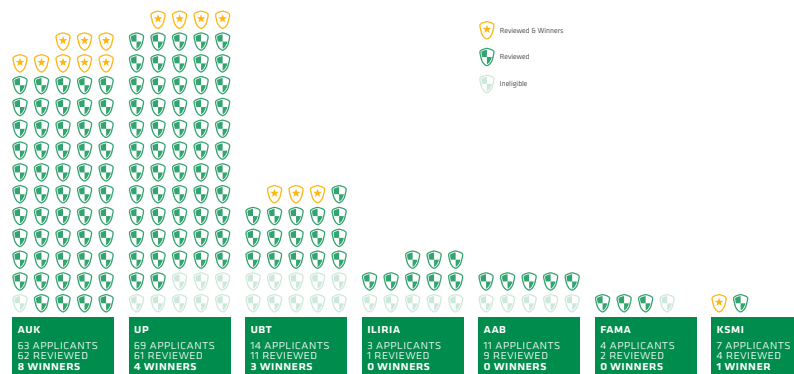 Reviewed & Winners
Reviewed
Ineligible
AUK
63 APPLICANTS
62 REVIEWED
8 WINNERS
UP
69 APPLICANTS
61 REVIEWED
4 WINNERS
UBT
14 APPLICANTS
11 REVIEWED
3 WINNERS
ILIRIA
3 APPLICANTS
1 REVIEWED
0 WINNERS
AAB
11 APPLICANTS
9 REVIEWED
0 WINNERS
FAMA
4 APPLICANTS
2 REVIEWED
0 WINNERS
KSMI
7 APPLICANTS
4 REVIEWED
1 WINNER